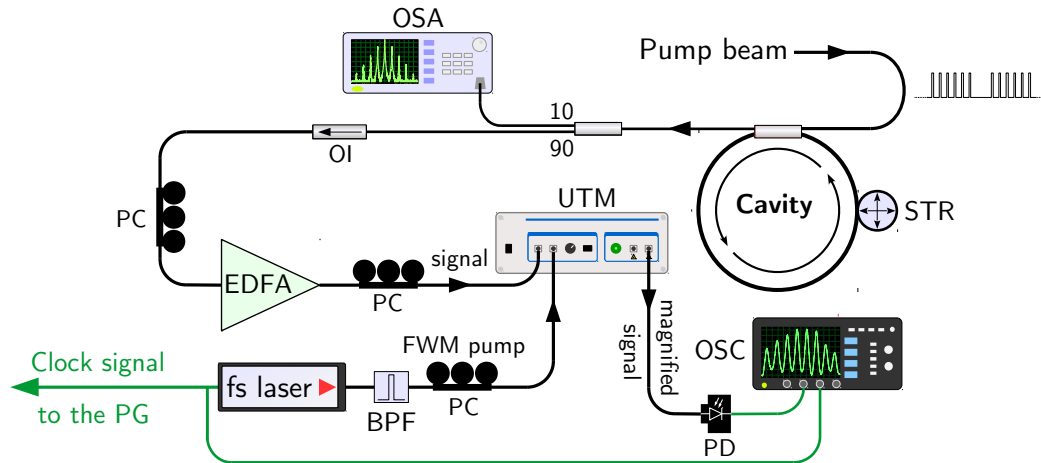 OSA
Pump beam
10
90
OI
PC
Cavity
STR
UTM
EDFA
PC
signal
magnified
signal
FWM pump
OSC
Clock signal
to the PG
fs laser
BPF
PC
PD